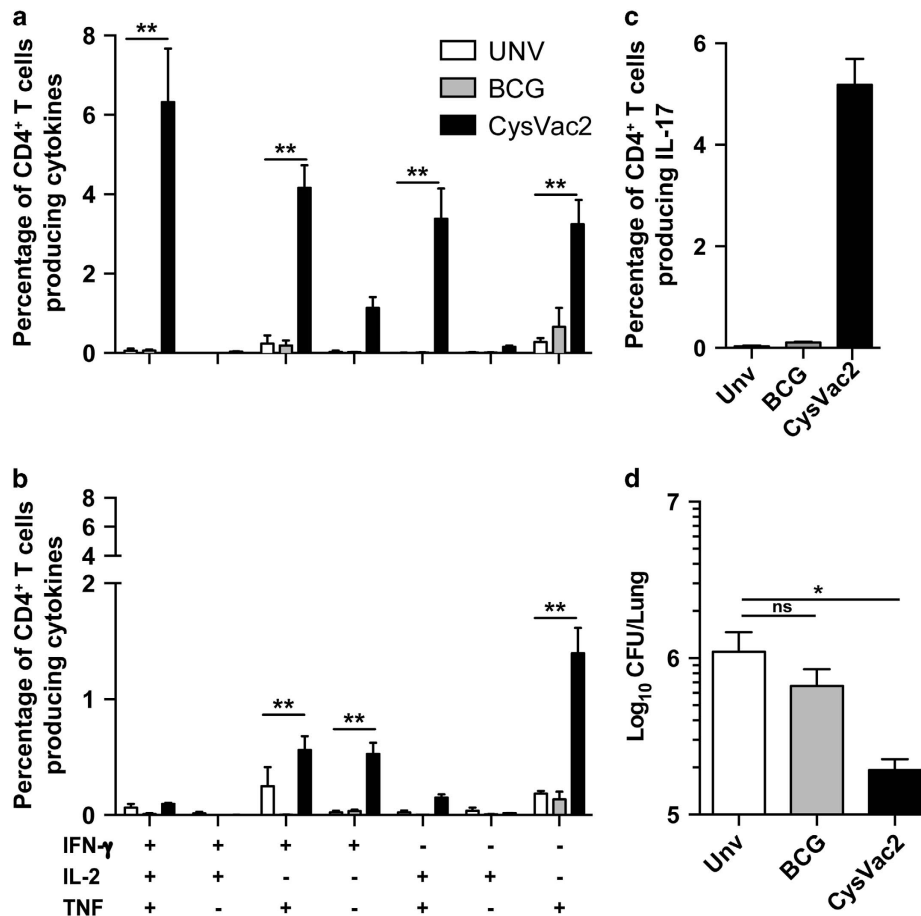 a
Percentage of CD4+ T cells
producing cytokines
8
6
4
2
0
**
**
**
**
UNV
BCG
CysVac2
c
Percentage of CD4+ T cells
producing IL-17
6
4
2
0
Unv
BCG
CysVac2
b
Percentage of CD4+ T cells
producing cytokines
8
6
4
2
1
0
**
**
**
IFN-γ + + + + - - -
IL-2 + + - - + + -
TNF + - + - + - +
d
Log10 CFU/Lung
7
6
5
*
ns
Unv
BCG
CysVac2